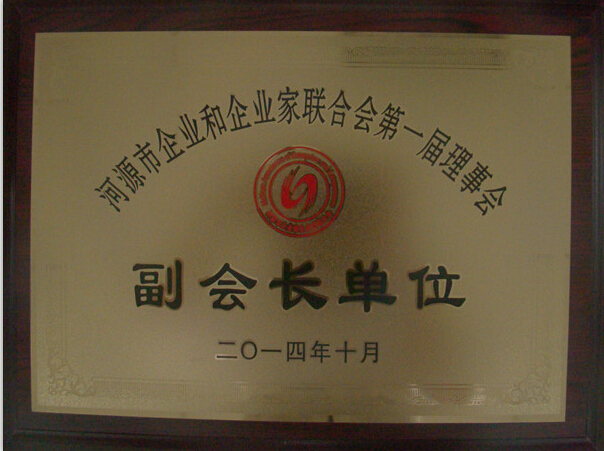 河源市企业和企业家联合会第一届理事会
副会长单位
二〇一四年十月